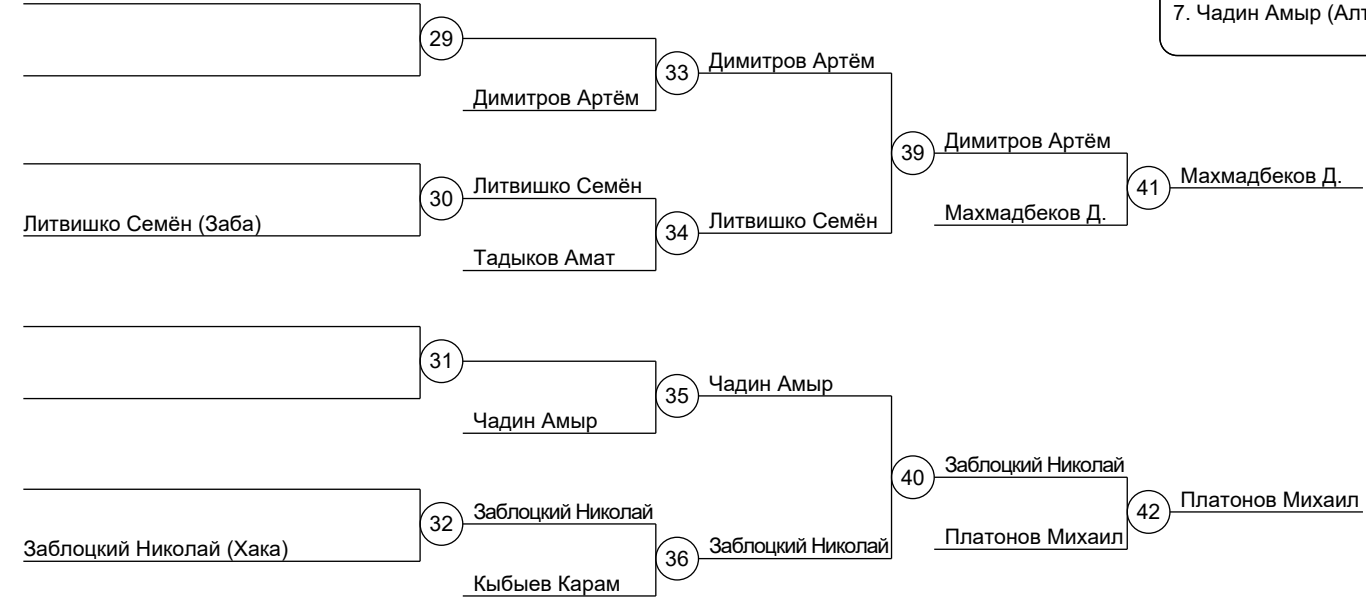 7. Чадин Амыр (Алт
29
Димитров Артём
33
Димитров Артём
Димитров Артём
39
Махмадбеков Д.
41
Литвишко Семён
30
Махмадбеков Д.
Литвишко Семён (Заба)
Литвишко Семён
34
Тадыков Амат
31
Чадин Амыр
35
Чадин Амыр
Заблоцкий Николай
40
Платонов Михаил
42
Заблоцкий Николай
32
Платонов Михаил
Заблоцкий Николай (Хака)
Заблоцкий Николай
36
Кыбыев Карам